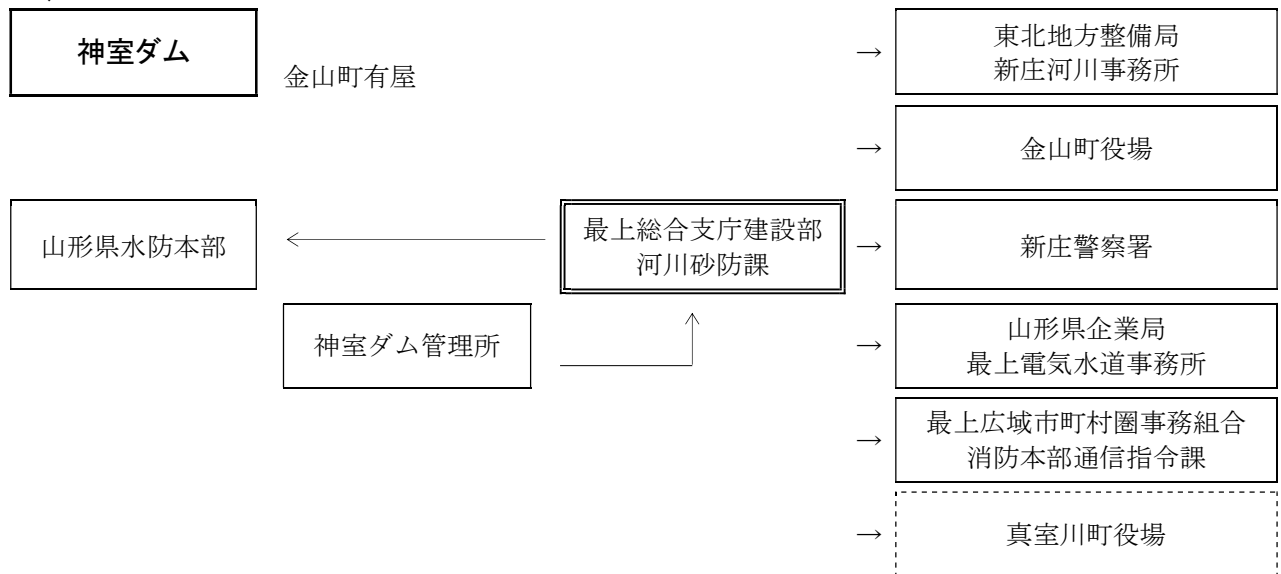 神室ダム
金山町有屋
→
東北地方整備局
新庄河川事務所
→
金山町役場
山形県水防本部
最上総合支庁建設部
河川砂防課
→
新庄警察署
神室ダム管理所
→
山形県企業局
最上電気水道事務所
→
最上広域市町村圏事務組合
消防本部通信指令課
→
真室川町役場